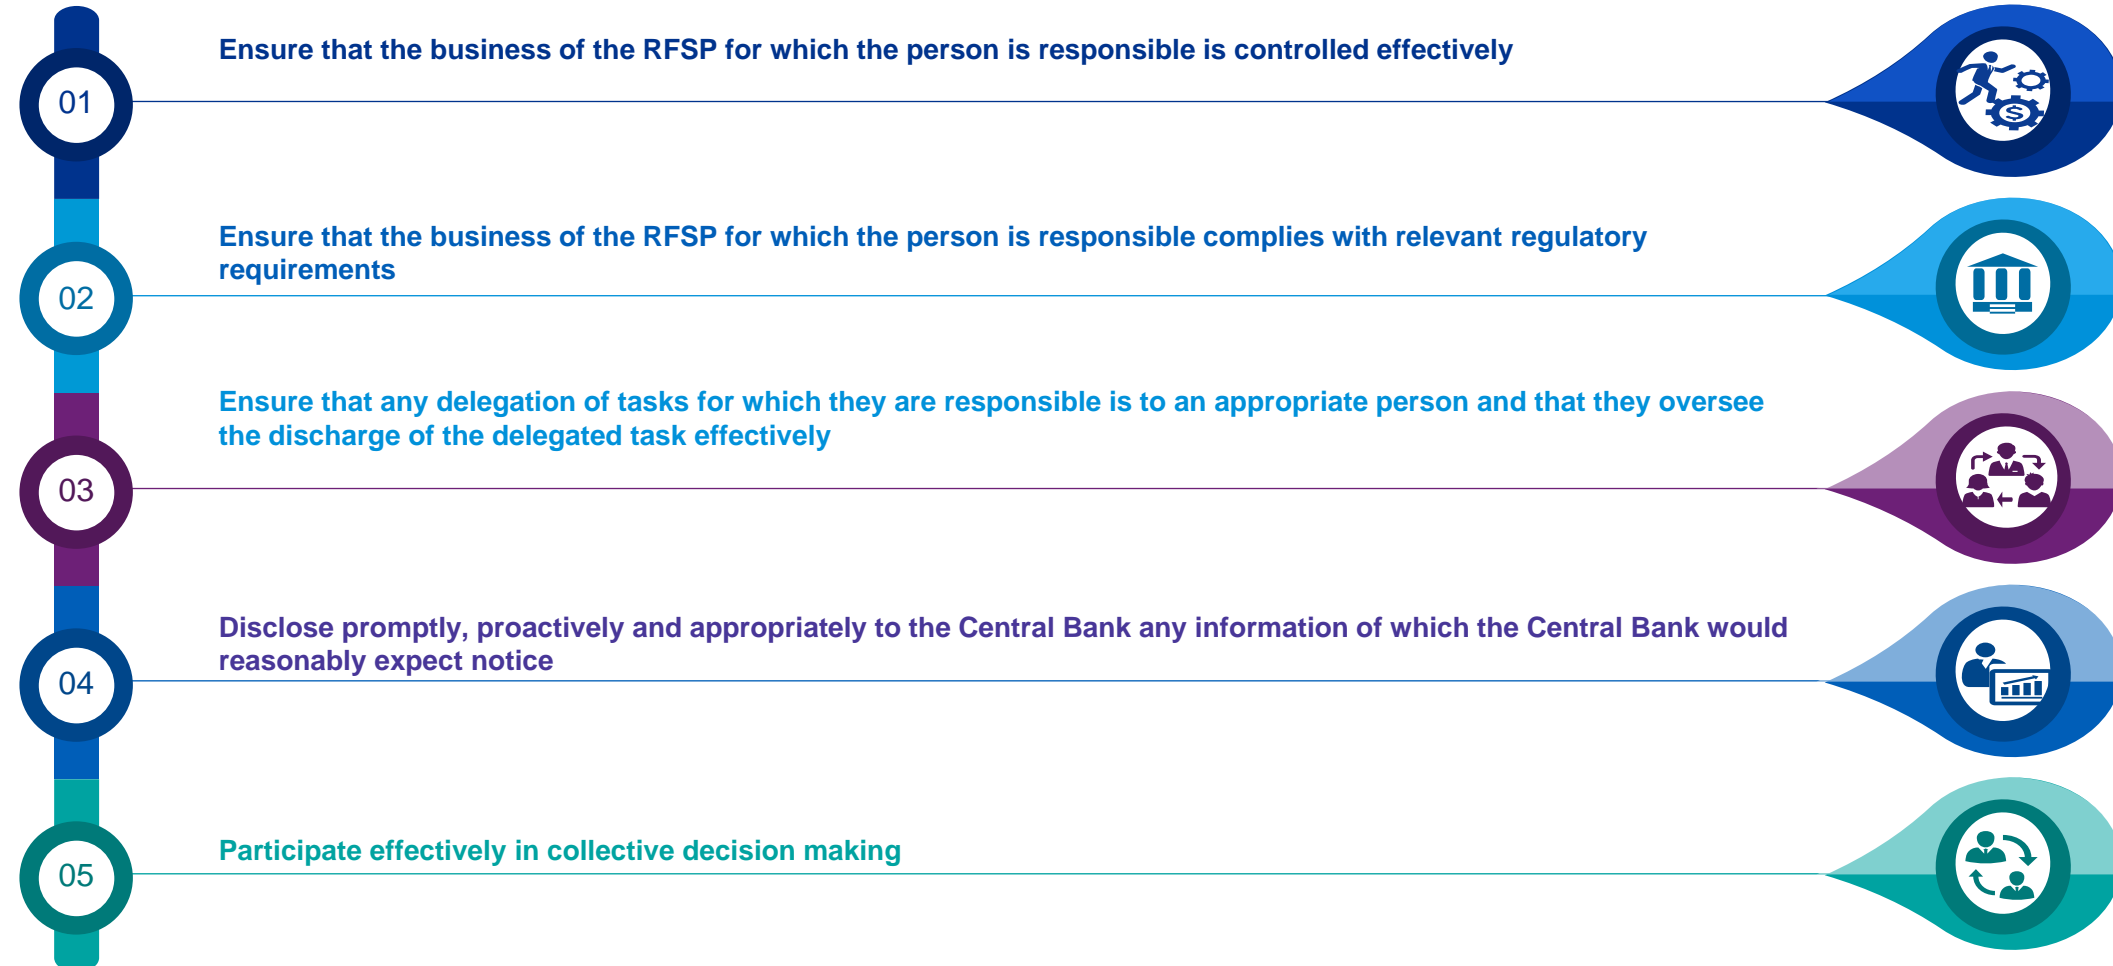 01
Ensure that the business of the RFSP for which the person is responsible is controlled effectively
02
Ensure that the business of the RFSP for which the person is responsible complies with relevant regulatory
requirements
03
Ensure that any delegation of tasks for which they are responsible is to an appropriate person and that they oversee
the discharge of the delegated task effectively
04
Disclose promptly, proactively and appropriately to the Central Bank any information of which the Central Bank would
reasonably expect notice
05
Participate effectively in collective decision making
$